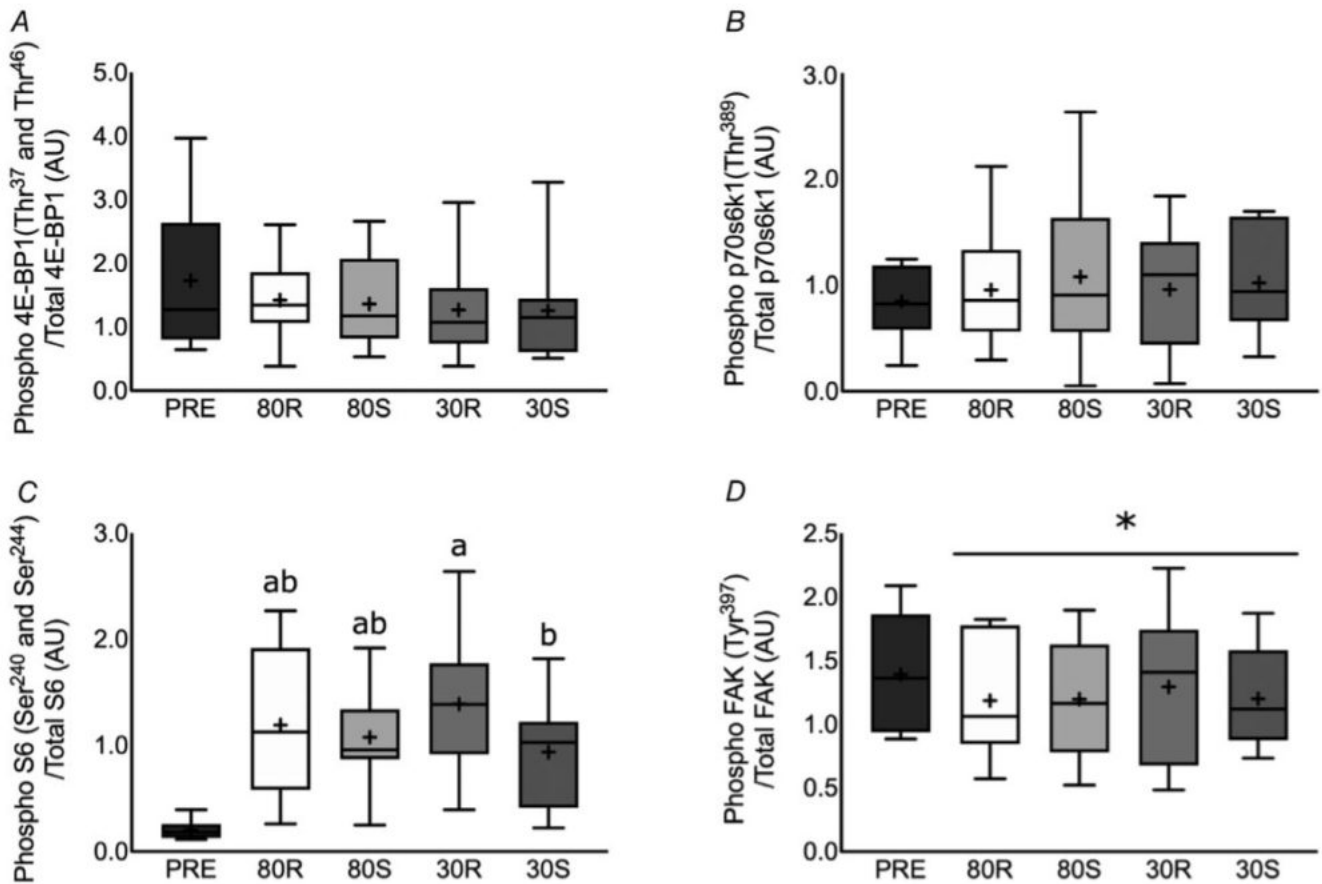 A
Phospho 4E-BP1(Thr37 and Thr46)
/Total 4E-BP1 (AU)
5.0
4.0
3.0
2.0
1.0
0.0
PRE 80R 80S 30R 30S
B
Phospho p70s6k1(Thr389)
/Total p70s6k1 (AU)
3.0
2.0
1.0
0.0
PRE 80R 80S 30R 30S
C
Phospho S6 (Ser240 and Ser244)
/Total S6 (AU)
3.0
2.0
1.0
0.0
ab
ab
a
b
PRE 80R 80S 30R 30S
D
Phospho FAK (Tyr397)
/Total FAK (AU)
2.5
2.0
1.5
1.0
0.5
0.0
*
PRE 80R 80S 30R 30S